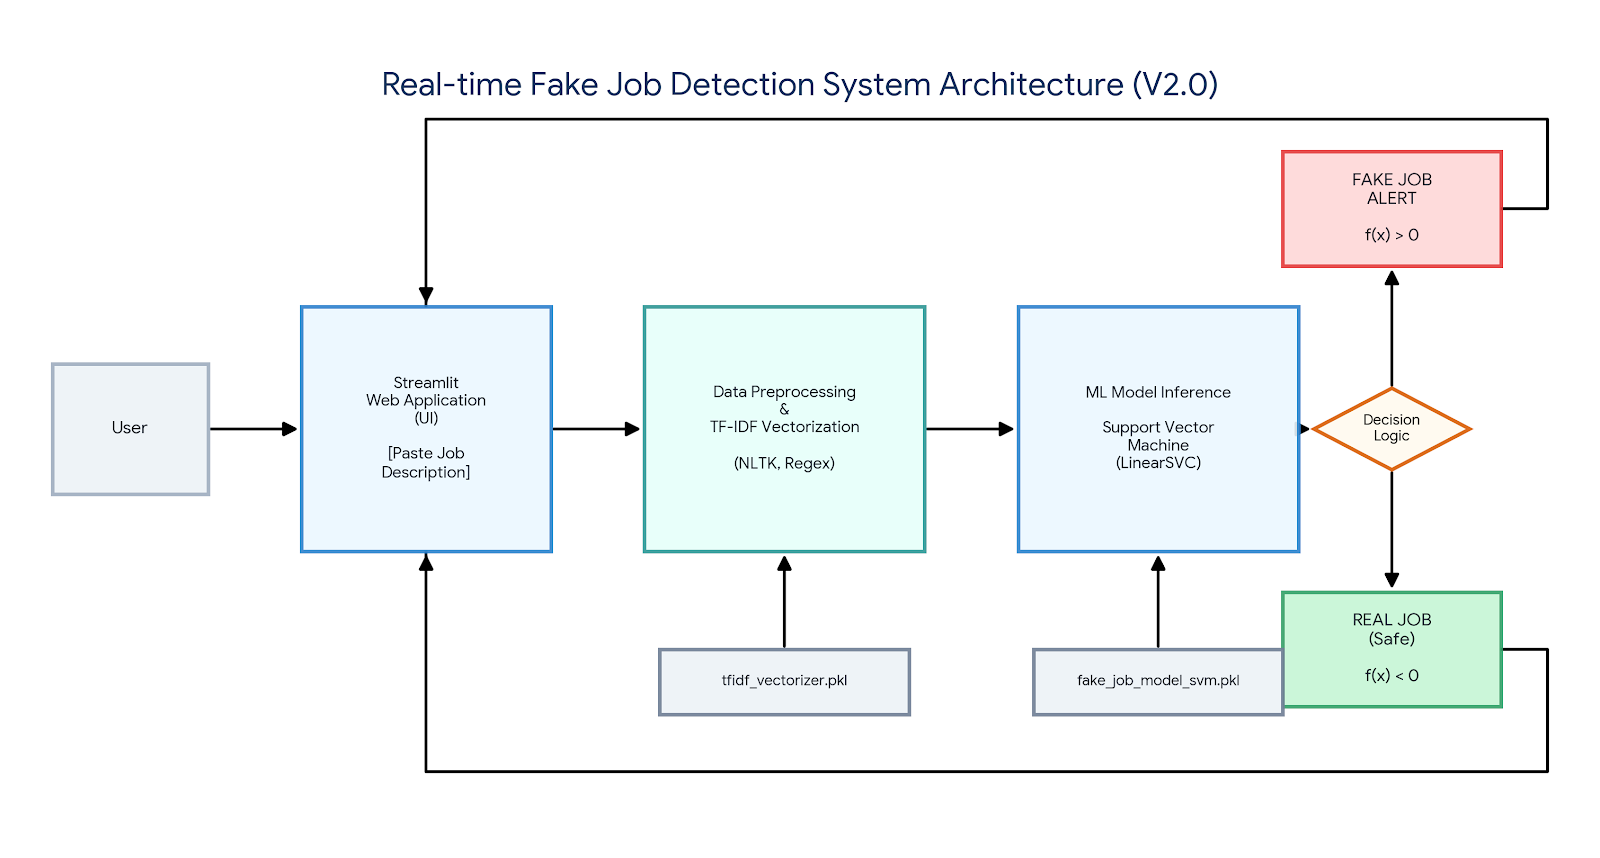 Real-time Fake Job Detection System Architecture (V2.0)
FAKE JOB
ALERT
f(x) > 0
User
Streamlit
Web Application
(UI)
[Paste Job
Description]
Data Preprocessing
&
TF-IDF Vectorization
(NLTK, Regex)
ML Model Inference
Support Vector
Machine
(LinearSVC)
Decision
Logic
REAL JOB
(Safe)
f(x) < 0
tfidf_vectorizer.pkl
fake_job_model_svm.pkl